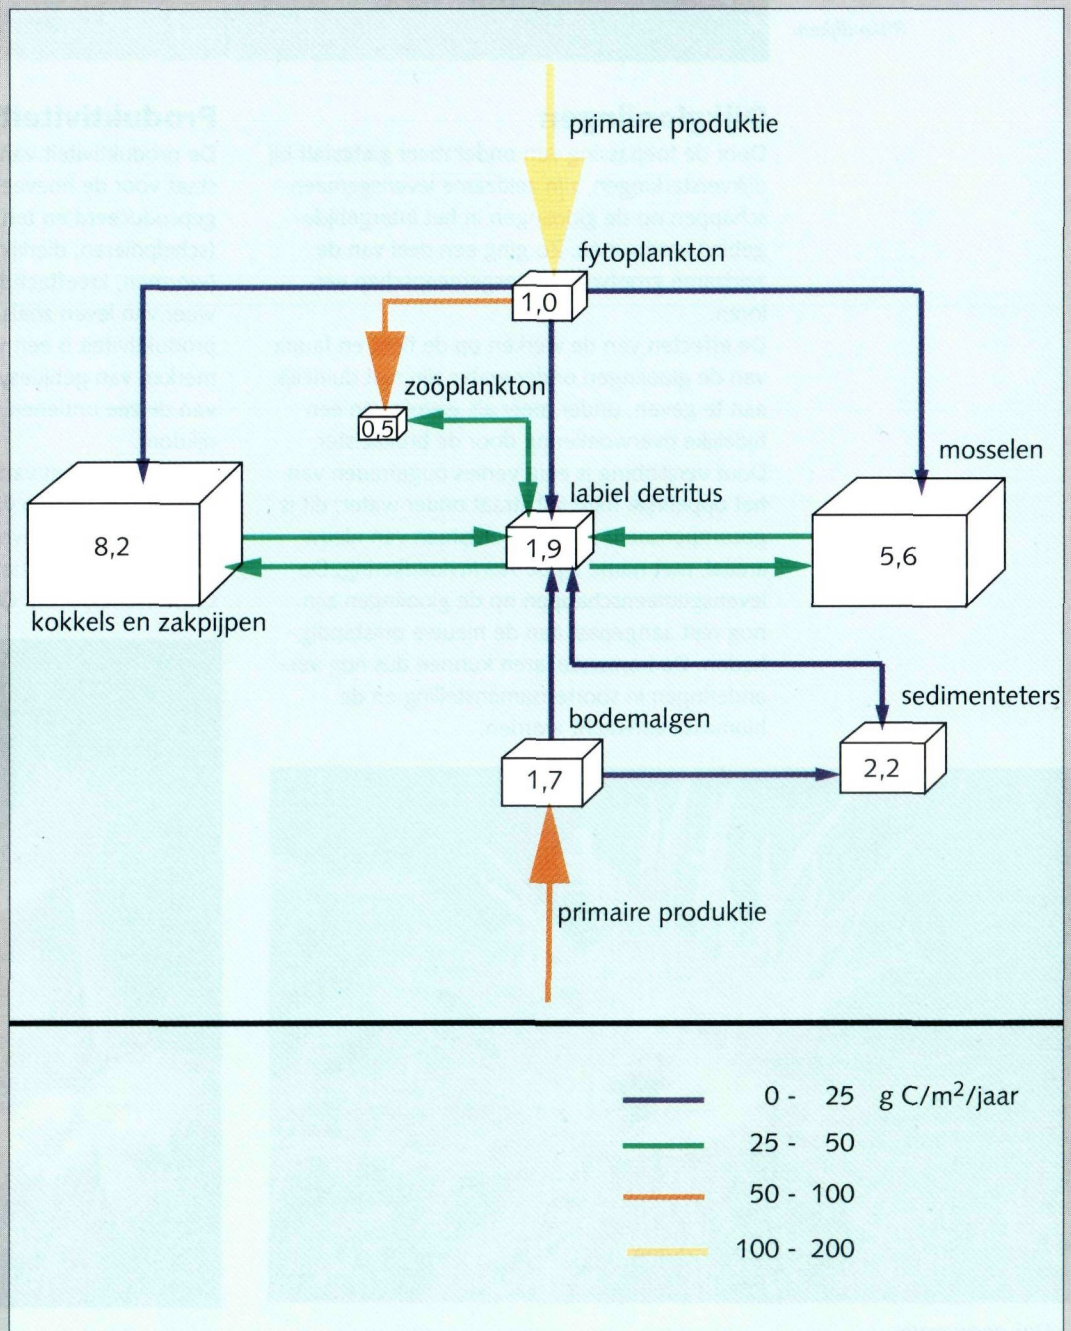 primaire produktie
fytoplankton
1,0
zoöplankton
0,5
mosselen
labiel detritus
8,2
1,9
5,6
kokkels en zakpijpen
sedimenteters
bodemalgen
1,7
2,2
primaire produktie
0 - 25 g C/m²/jaar
25 - 50
50 - 100
100 - 200